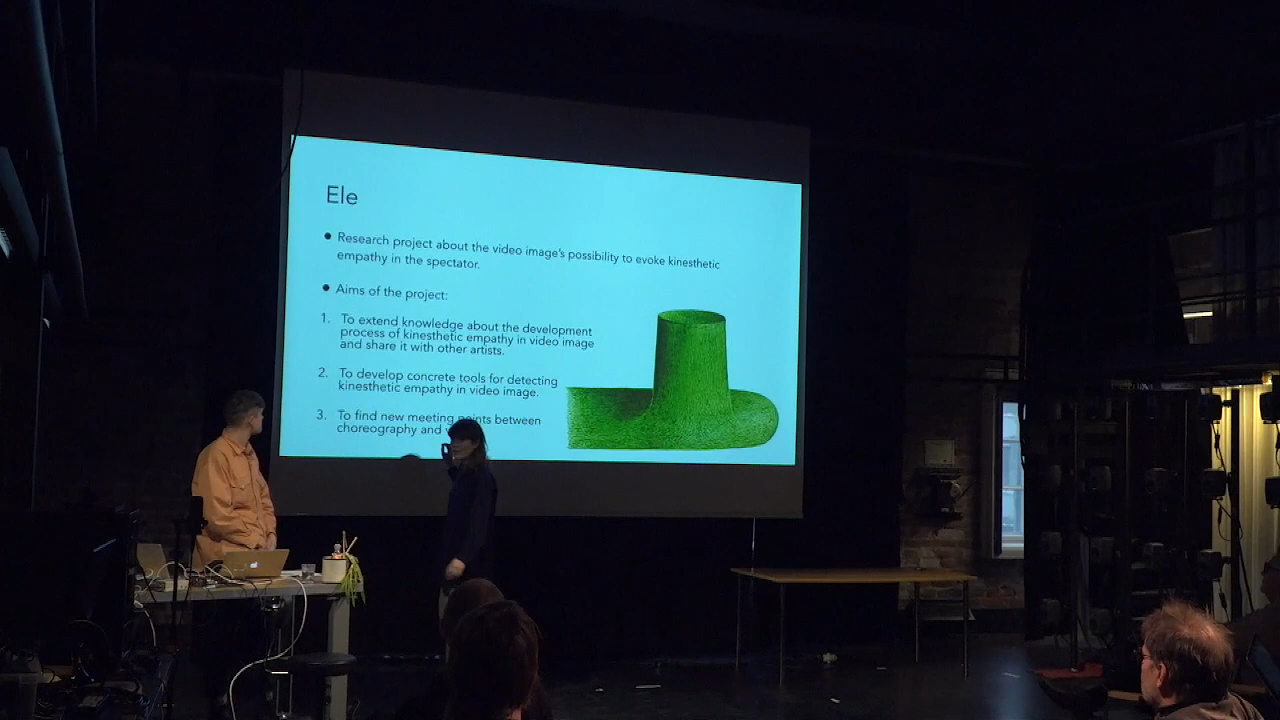 Ele
• Research project about the video image's possibility to evoke kinesthetic
empathy in the spectator.
• Aims of the project:
1. To extend knowledge about the development
process of kinesthetic empathy in video image
and share it with other artists.
2. To develop concrete tools for detecting
kinesthetic empathy in video image.
3. To find new meeting points between
choreography and